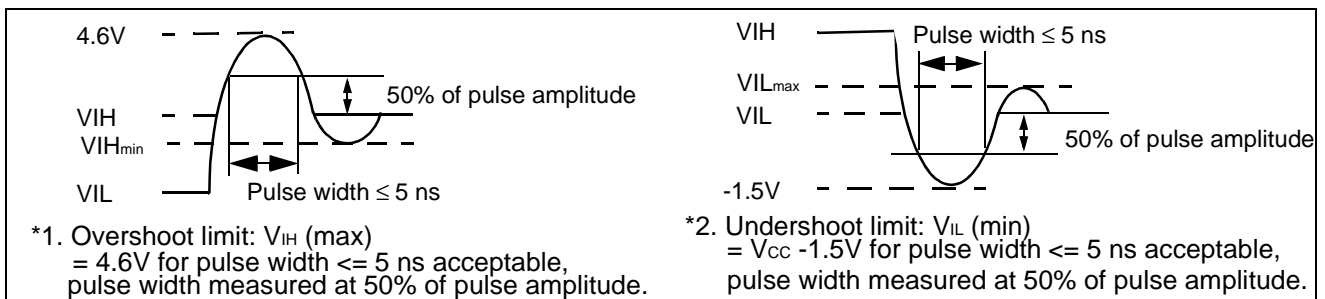 4.6V
50% of pulse amplitude
VIH
VIHmin
VIL
Pulse width ≤ 5 ns
*1. Overshoot limit: VIH (max)
= 4.6V for pulse width <= 5 ns acceptable,
pulse width measured at 50% of pulse amplitude.
VIH
Pulse width ≤ 5 ns
VILmax
VIL
50% of pulse amplitude
-1.5V
*2. Undershoot limit: VIL (min)
= VCC -1.5V for pulse width <= 5 ns acceptable,
pulse width measured at 50% of pulse amplitude.